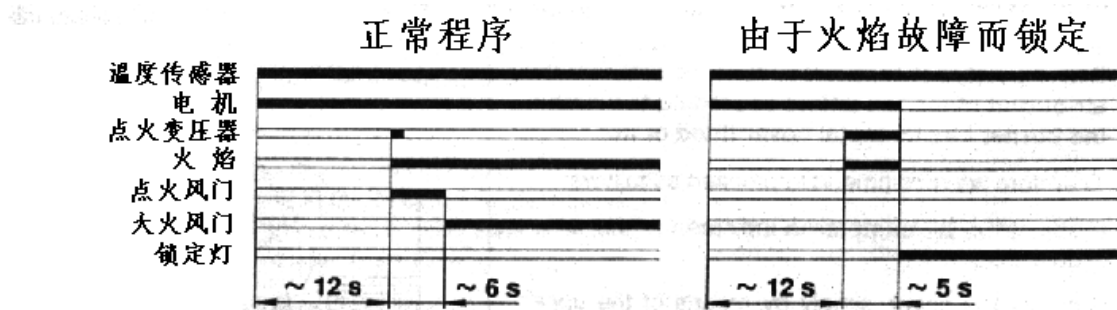 正常程序
由于火焰故障而锁定
温度传感器
电 机
点火变压器
火 焰
点火风门
大火风门
锁定灯
~ 12 s
~ 6 s
~ 12 s
~ 5 s